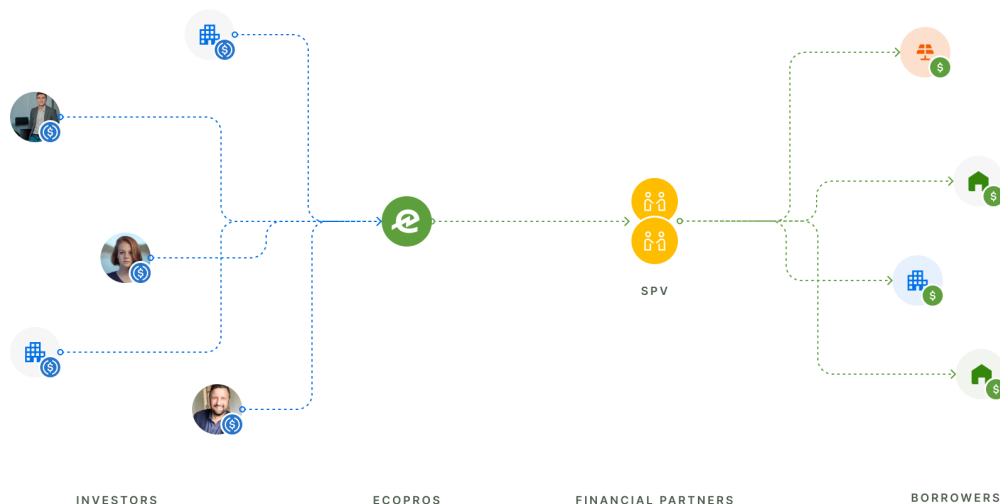 SPV
INVESTORS
ECOPROS
FINANCIAL PARTNERS
BORROWERS